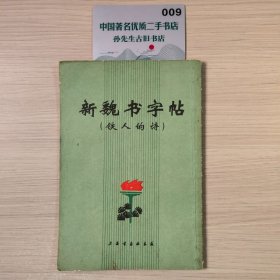 009
中国著名优质二手书店
孙先生古旧书店
新魏书字帖
(铁人的诗)
上海书画出版社